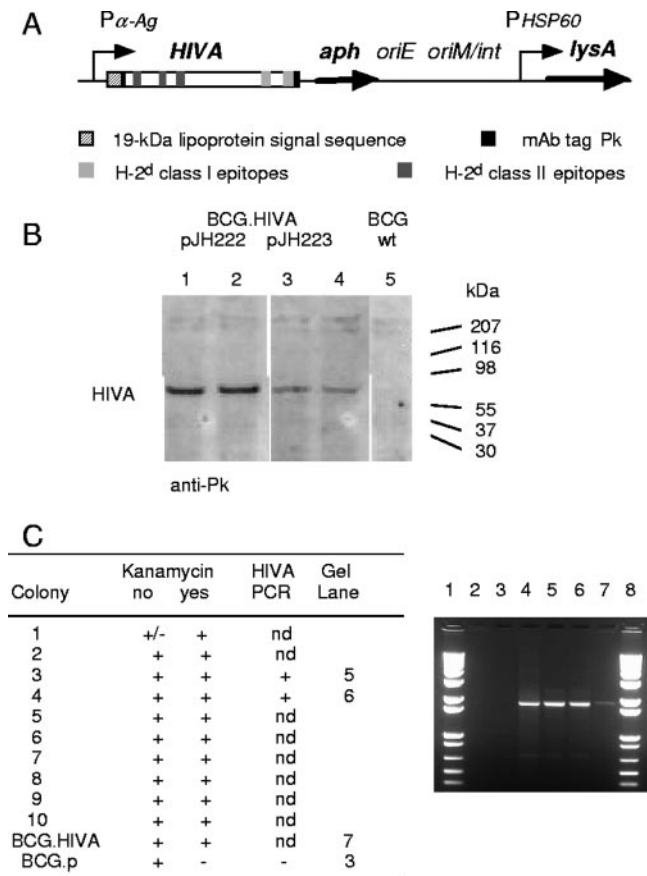 A
Pα-Ag HIVA aph oriE oriM/int PHSP60 lysA
19-kDa lipoprotein signal sequence mAb tag Pk
H-2d class I epitopes H-2d class II epitopes
B
BCG.HIVA BCG
pJH222 pJH223 wt
1 2 3 4 5
kDa
207
116
98
HIVA
55
37
30
anti-Pk
C
Kanamycin HIVA Gel
Colony no yes PCR Lane
1 +/- + nd
2 + + nd
3 + + + 5
4 + + + 6
5 + + nd
6 + + nd
7 + + nd
8 + + nd
9 + + nd
10 + + nd
BCG.HIVA + + nd 7
BCG.p + - - 3
1 2 3 4 5 6 7 8